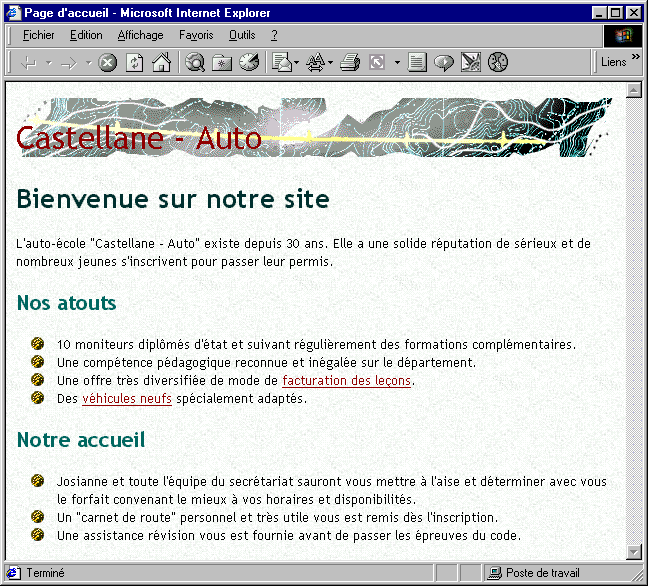 Page d'accueil - Microsoft Internet Explorer
Fichier Edition Affichage Favoris Outils ?
Liens »
Castellane - Auto
Bienvenue sur notre site
L'auto-école "Castellane - Auto" existe depuis 30 ans. Elle a une solide réputation de sérieux et de
nombreux jeunes s'inscrivent pour passer leur permis.
Nos atouts
10 moniteurs diplômés d'état et suivant régulièrement des formations complémentaires.
Une compétence pédagogique reconnue et inégalée sur le département.
Une offre très diversifiée de mode de facturation des leçons.
Des véhicules neufs spécialement adaptés.
Notre accueil
Josianne et toute l'équipe du secrétariat sauront vous mettre à l'aise et déterminer avec vous
le forfait convenant le mieux à vos horaires et disponibilités.
Un "carnet de route" personnel et très utile vous est remis dès l'inscription.
Une assistance révision vous est fournie avant de passer les épreuves du code.
Terminé Poste de travail